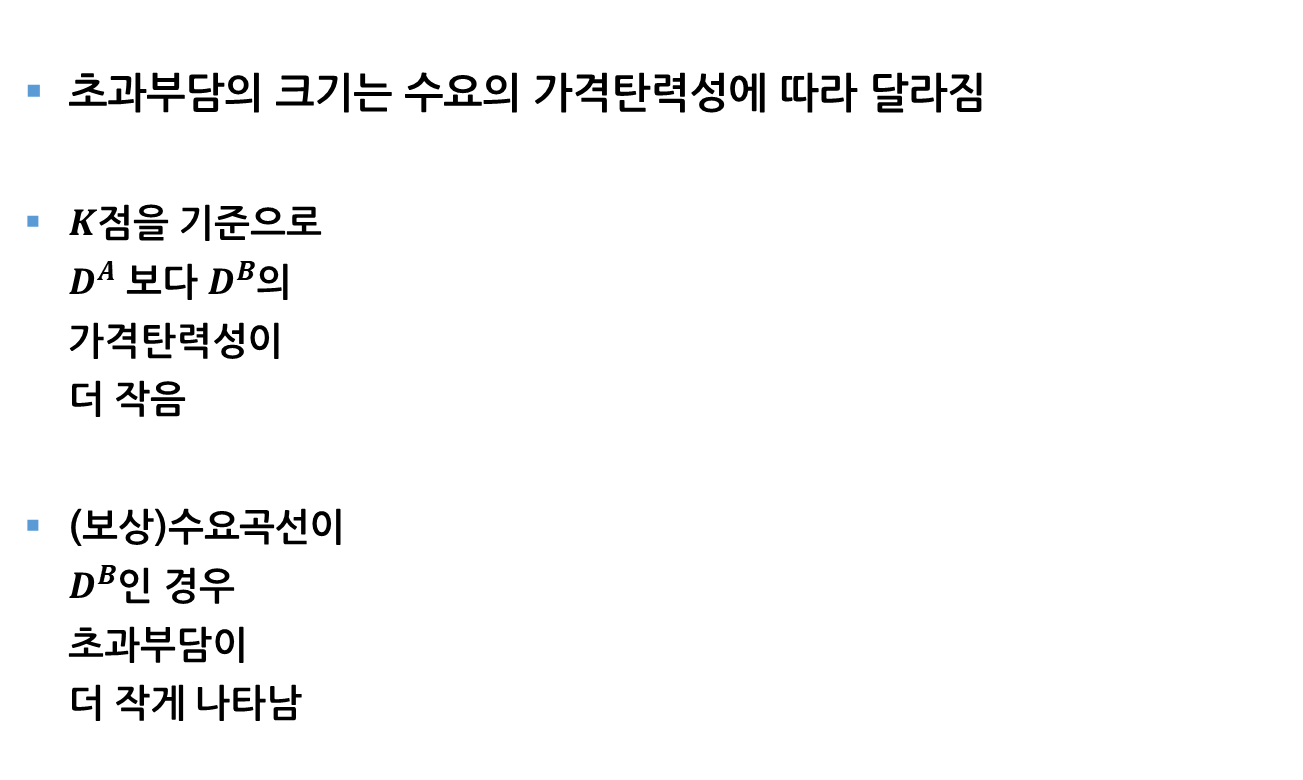 ▪ 초과부담의 크기는 수요의 가격탄력성에 따라 달라짐
▪ K점을 기준으로
D^A 보다 D^B의
가격탄력성이
더 작음
▪ (보상)수요곡선이
D^B인 경우
초과부담이
더 작게 나타남